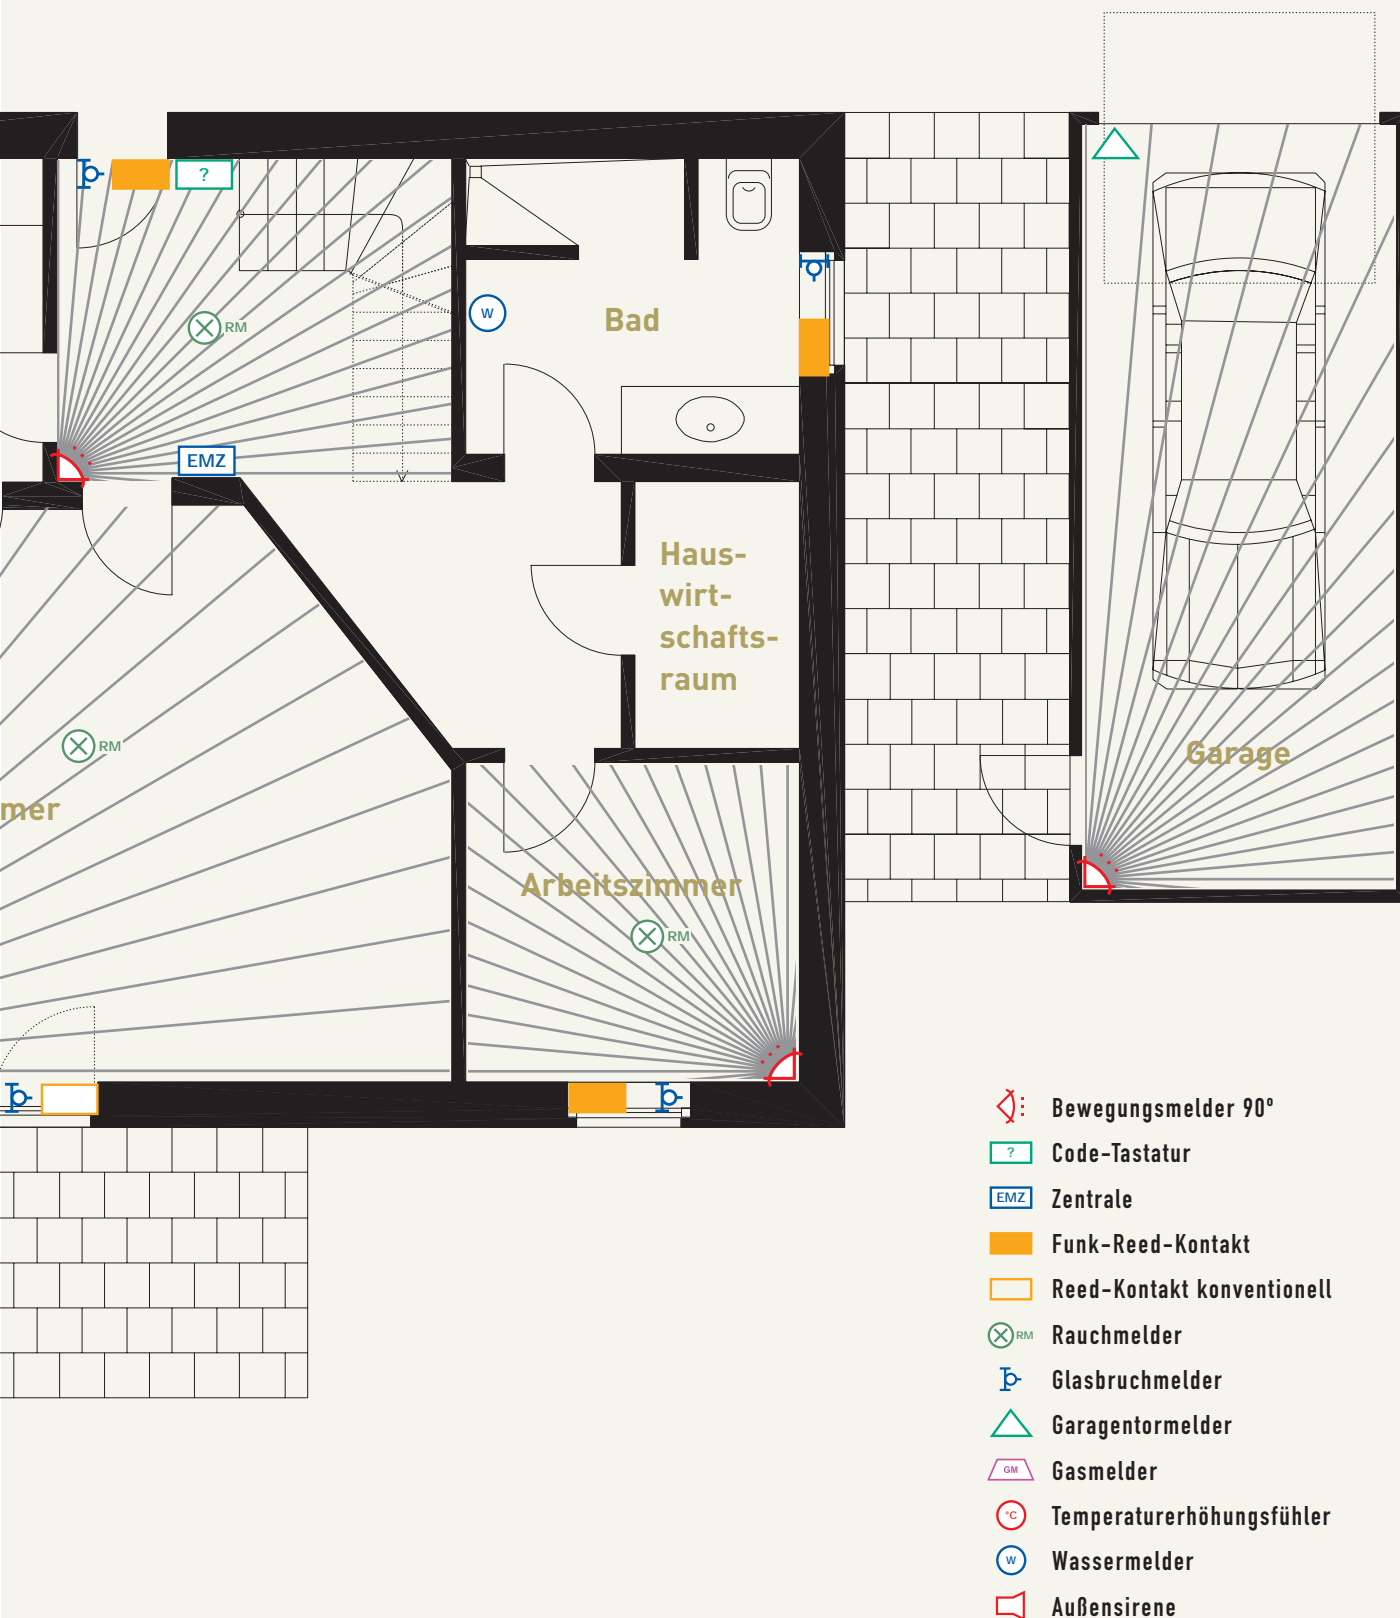 ?
RM
W
Bad
EMZ
Haus-
wirt-
schafts-
raum
RM
mer
Garage
Arbeitszimmer
RM
Bewegungsmelder 90°
? Code-Tastatur
EMZ Zentrale
Funk-Reed-Kontakt
Reed-Kontakt konventionell
RM Rauchmelder
Glasbruchmelder
Garagentormelder
GM Gasmelder
°C Temperaturerhöhungsfühler
W Wassermelder
Außensirene